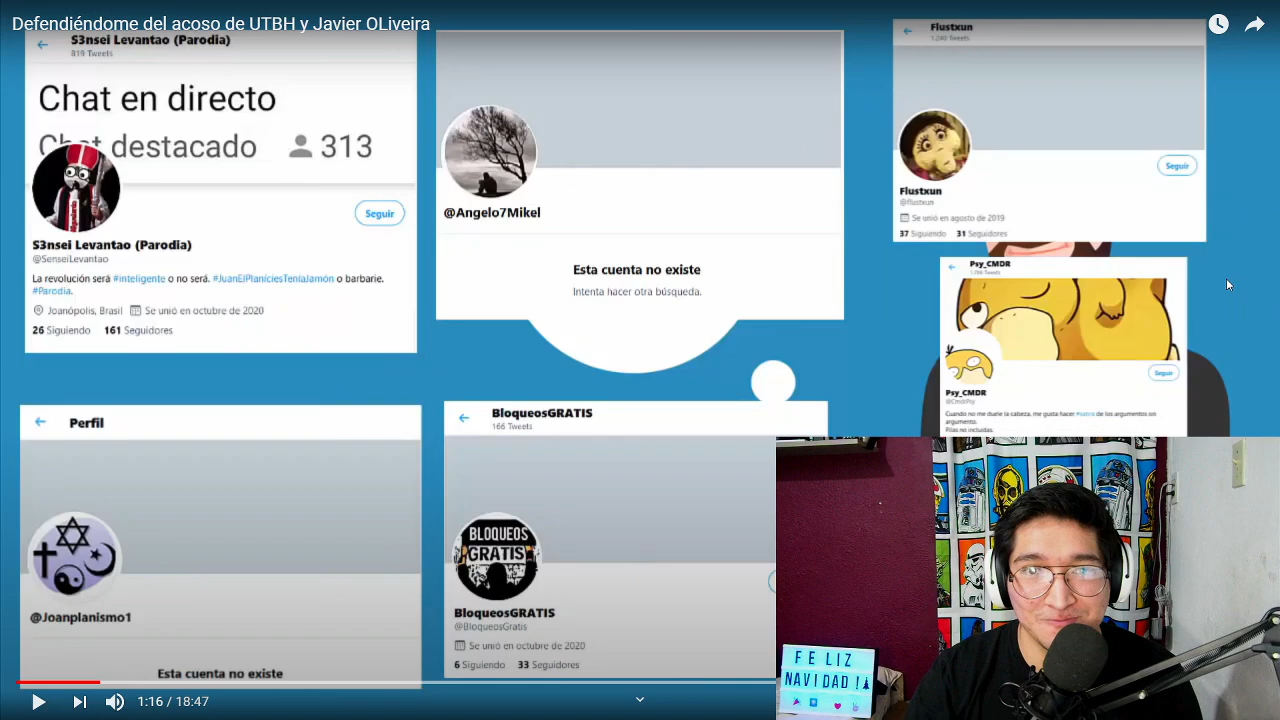 Defendiéndome del acoso de UTBH y Javier OLiveira
S3nsei Levantao (Parodia)
819 Tweets
Chat en directo
Chat destacado 313
Seguir
S3nsei Levantao (Parodia)
@SenseiLevantao
La revolución será #inteligente o no será. #JuanElPlaniciesTeníaJamón o barbarie.
#Parodia.
Joanópolis, Brasil Se unió en octubre de 2020
26 Siguiendo 161 Seguidores
@Angelo7Mikel
Esta cuenta no existe
Intenta hacer otra búsqueda.
Flustxun
1.240 Tweets
Seguir
Flustxun
@flustxun
Se unió en agosto de 2019
37 Siguiendo 31 Seguidores
Psy_CMDR
1.786 Tweets
Seguir
Psy_CMDR
@CmdrPsy
Cuando no me duele la cabeza, me gusta hacer #satira de los argumentos sin
argumento.
Pilas no incluidas.
Perfil
@Joanplanismo1
Esta cuenta no existe
BloqueosGRATIS
166 Tweets
BLOQUEOS
GRATIS
BloqueosGRATIS
@BloqueosGratis
Se unió en octubre de 2020
6 Siguiendo 33 Seguidores
FELIZ
NAVIDAD!
1:16 / 18:47